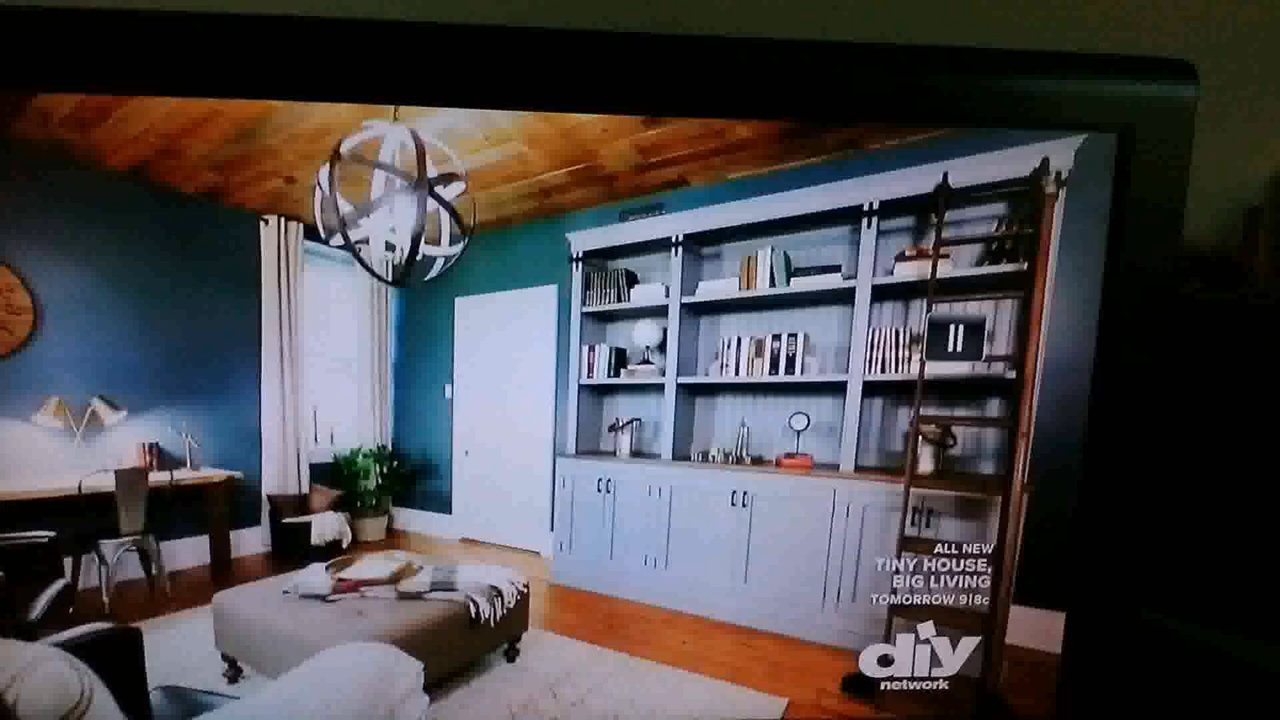 ALL NEW
TINY HOUSE,
BIG LIVING
TOMORROW 9|8c
diy
network